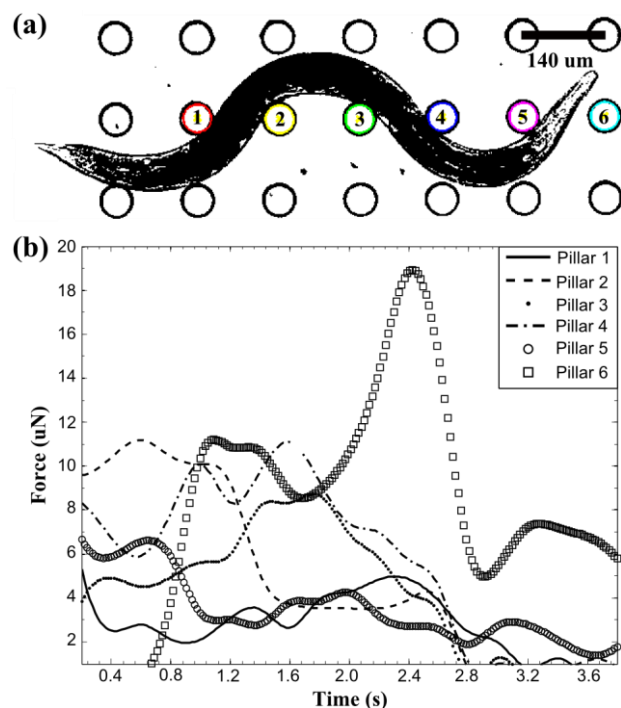 (a)
140 um
1 2 3 4 5 6
(b)
20
18
16
14
12
10
8
6
4
2
Force (uN)
Pillar 1
Pillar 2
Pillar 3
Pillar 4
Pillar 5
Pillar 6
0.4 0.8 1.2 1.6 2.0 2.4 2.8 3.2 3.6
Time (s)